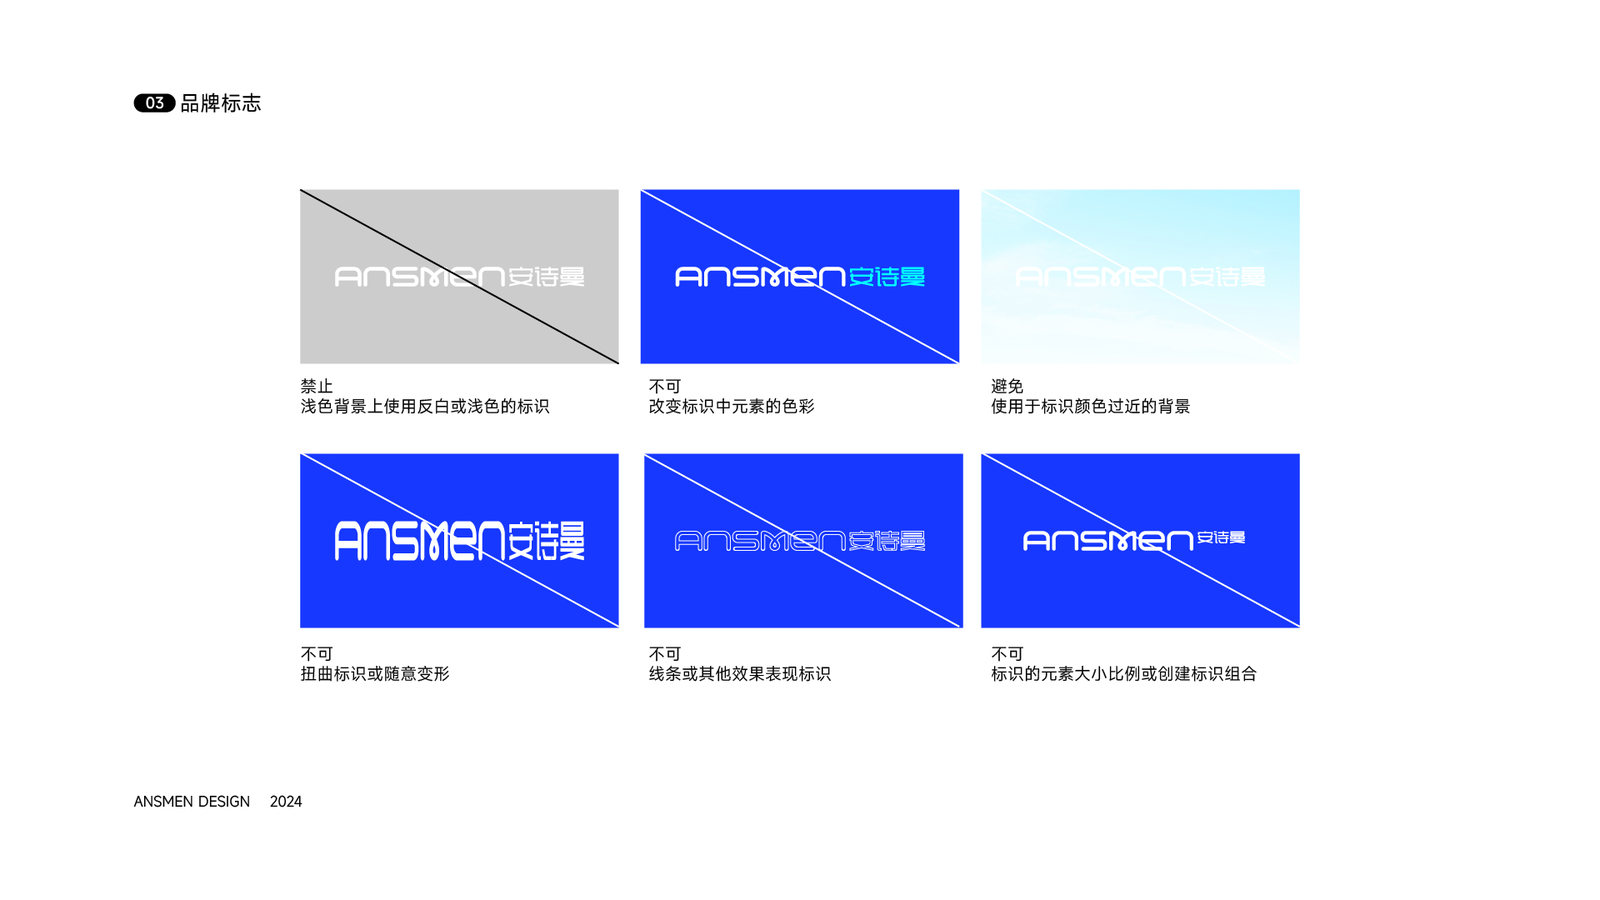 03 品牌标志
ANSMEN安诗曼
ANSMEN安诗曼
ANSMEN安诗曼
禁止
浅色背景上使用反白或浅色的标识
不可
改变标识中元素的色彩
避免
使用于标识颜色过近的背景
ANSMEN安诗曼
ANSMEN安诗曼
ANSMEN安诗曼
不可
扭曲标识或随意变形
不可
线条或其他效果表现标识
不可
标识的元素大小比例或创建标识组合
ANSMEN DESIGN 2024